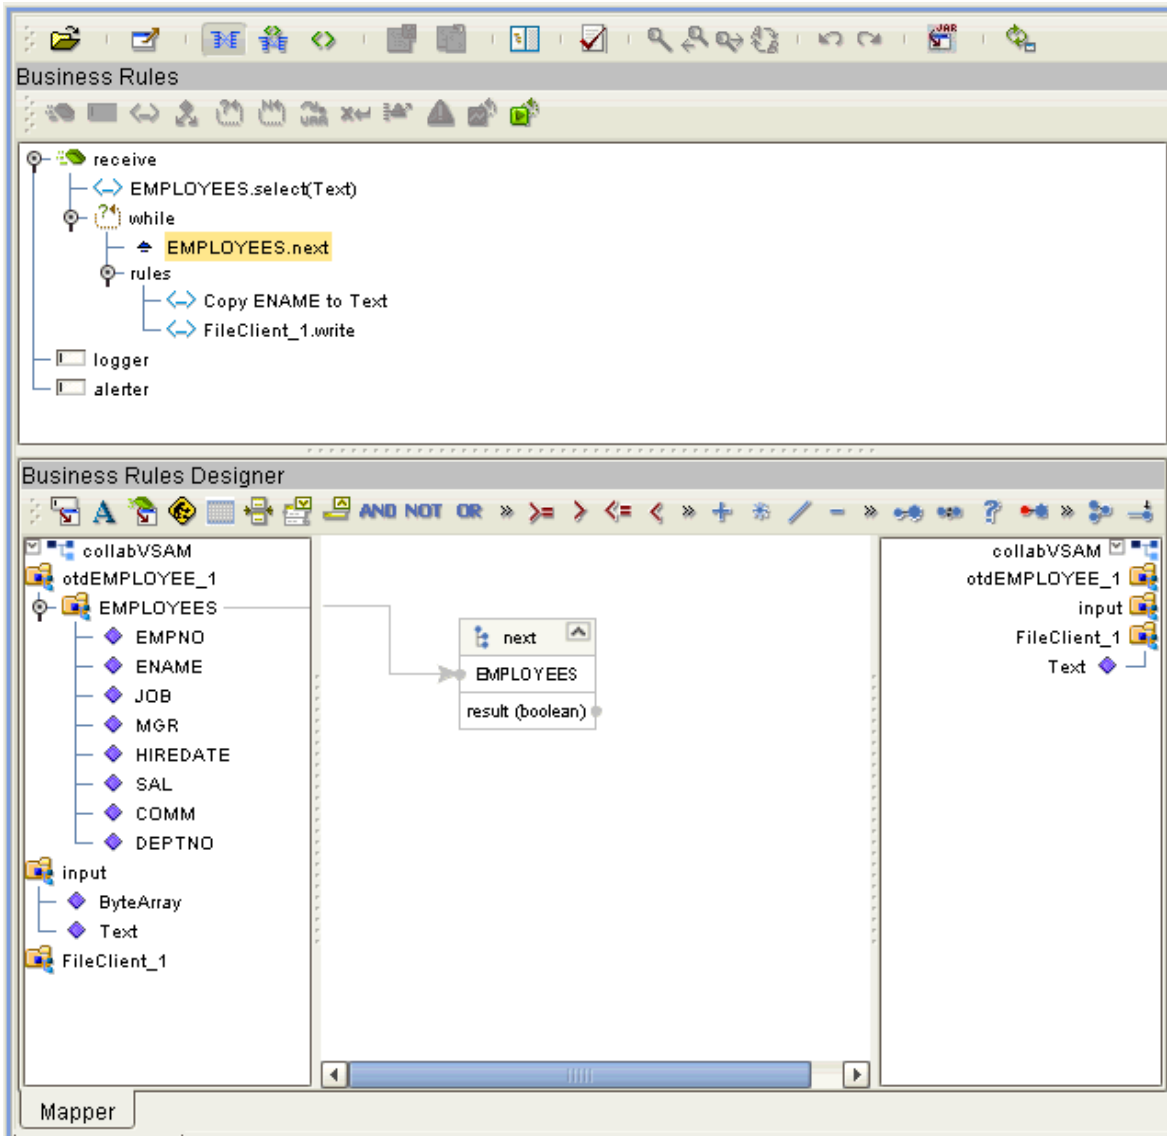 JAR
Business Rules
JAR
receive
EMPLOYEES.select(Text)
while
EMPLOYEES.next
rules
Copy ENAME to Text
FileClient_1.write
logger
alerter
Business Rules Designer
A AND NOT OR » >= > <= < » + * / - » ? »
collabVSAM
otdEMPLOYEE_1
EMPLOYEES
EMPNO
ENAME
JOB
MGR
HIREDATE
SAL
COMM
DEPTNO
input
ByteArray
Text
FileClient_1
next
EMPLOYEES
result (boolean)
collabVSAM
otdEMPLOYEE_1
input
FileClient_1
Text
Mapper